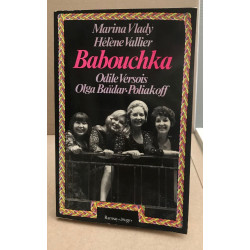 Marina Vlady
Hélène Vallier
Babouchka
Odile Versois
Olga Baïdar-Poliakoff